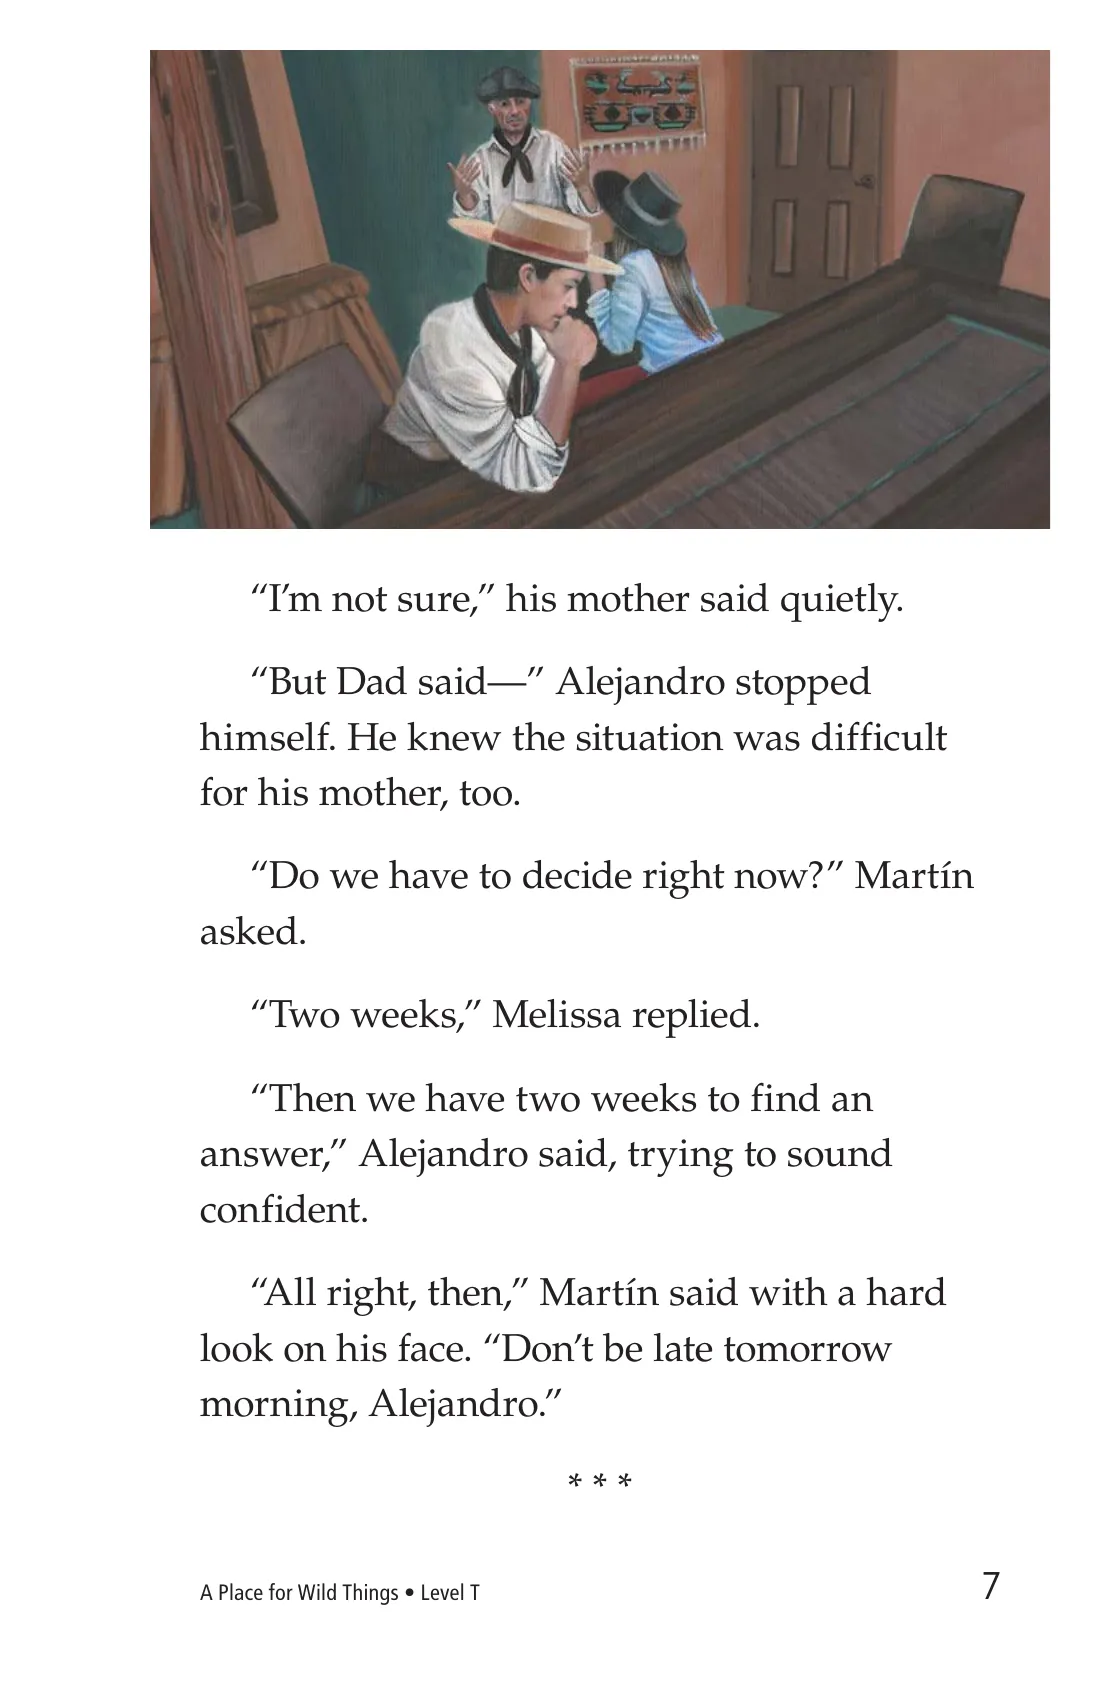 “I’m not sure,” his mother said quietly.
“But Dad said—” Alejandro stopped
himself. He knew the situation was difficult
for his mother, too.
“Do we have to decide right now?” Martín
asked.
“Two weeks,” Melissa replied.
“Then we have two weeks to find an
answer,” Alejandro said, trying to sound
confident.
“All right, then,” Martín said with a hard
look on his face. “Don’t be late tomorrow
morning, Alejandro.”
* * *
A Place for Wild Things • Level T
7